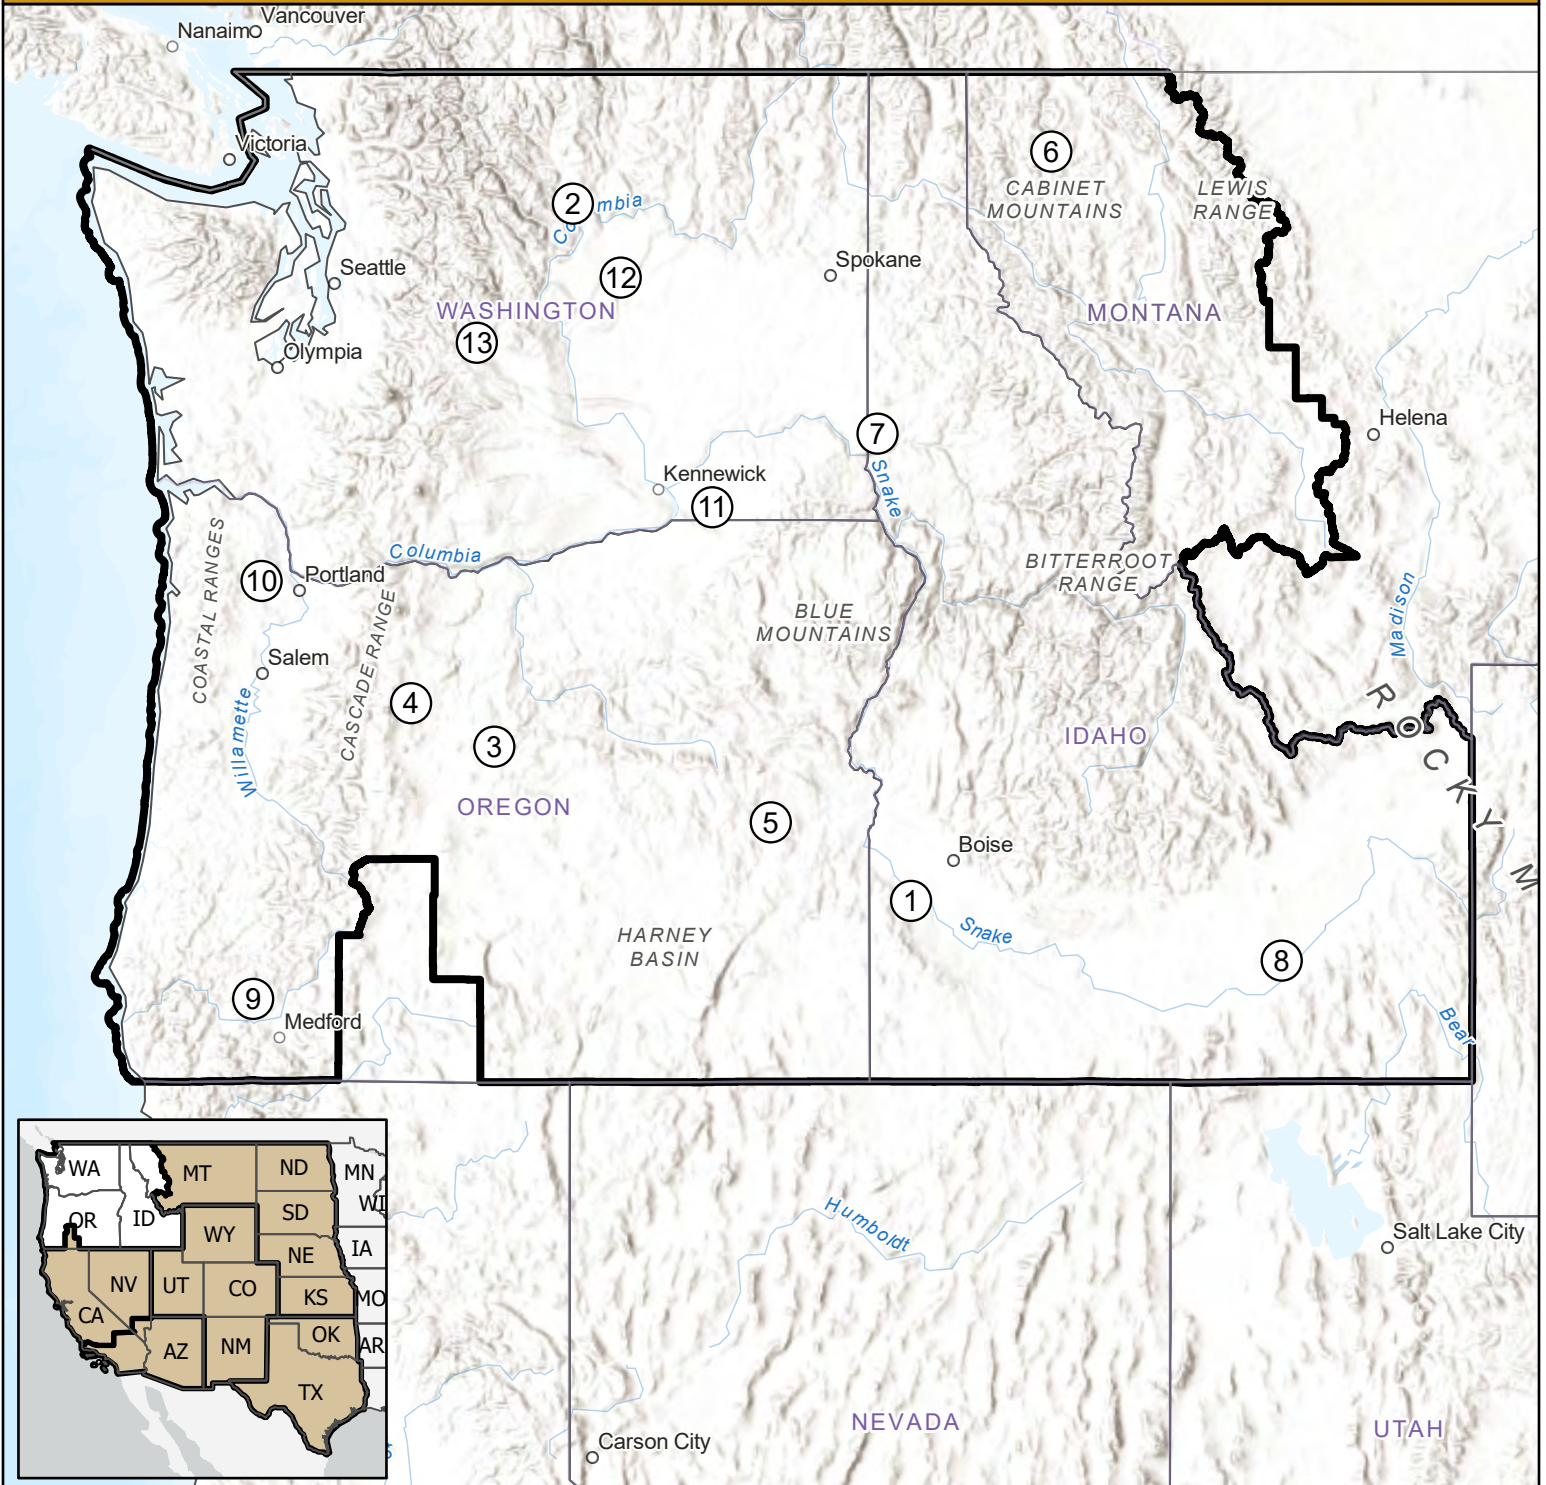 Vancouver
Nanaimo
Victoria
6
CABINET
MOUNTAINS
LEWIS
RANGE
2
mbia
Co
12
Spokane
Seattle
WASHINGTON
MONTANA
13
Olympia
Helena
7
Snake
Kennewick
11
Columbia
COASTAL RANGES
10
Portland
BITTERROOT
RANGE
BLUE
MOUNTAINS
Madison
CASCADE RANGE
Salem
Willamette
4
3
IDAHO
ROCKY M
OREGON
5
Boise
1
Snake
HARNEY
BASIN
8
9
Medford
Bear
WA
MT
ND
MN
OR
ID
SD
WI
WY
NE
IA
NV
UT
CO
KS
MO
CA
AZ
NM
OK
AR
TX
Humboldt
Salt Lake City
NEVADA
UTAH
Carson City